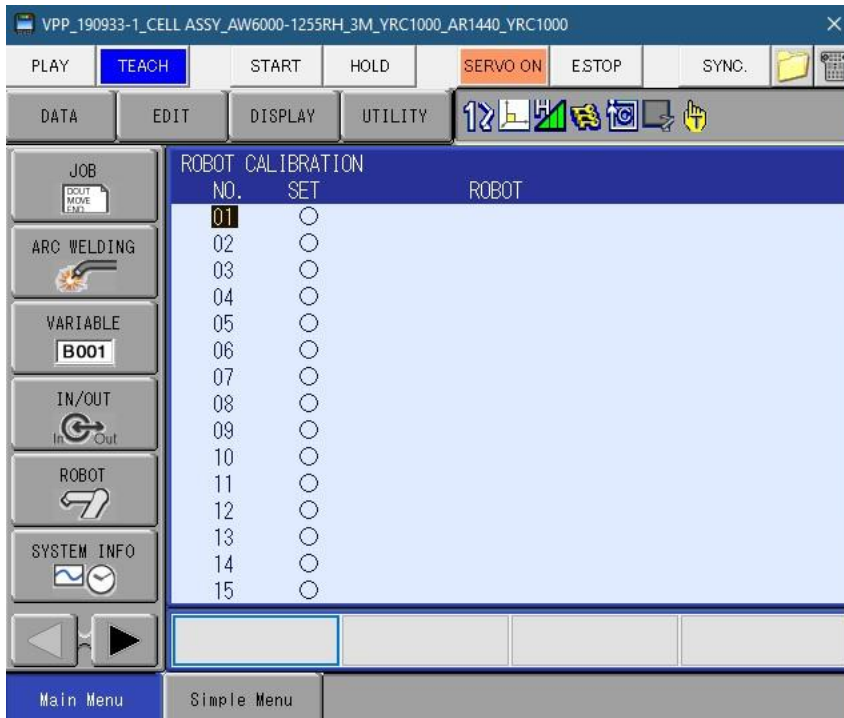 VPP_190933-1_CELL ASSY_AW6000-1255RH_3M_YRC1000_AR1440_YRC1000
PLAY TEACH START HOLD SERVO ON E.STOP SYNC.
DATA EDIT DISPLAY UTILITY
JOB
DOUT
MOVE
END
ARC WELDING
VARIABLE
B001
IN/OUT
In Out
ROBOT
SYSTEM INFO
ROBOT CALIBRATION
NO. SET ROBOT
01
02
03
04
05
06
07
08
09
10
11
12
13
14
15
Main Menu Simple Menu